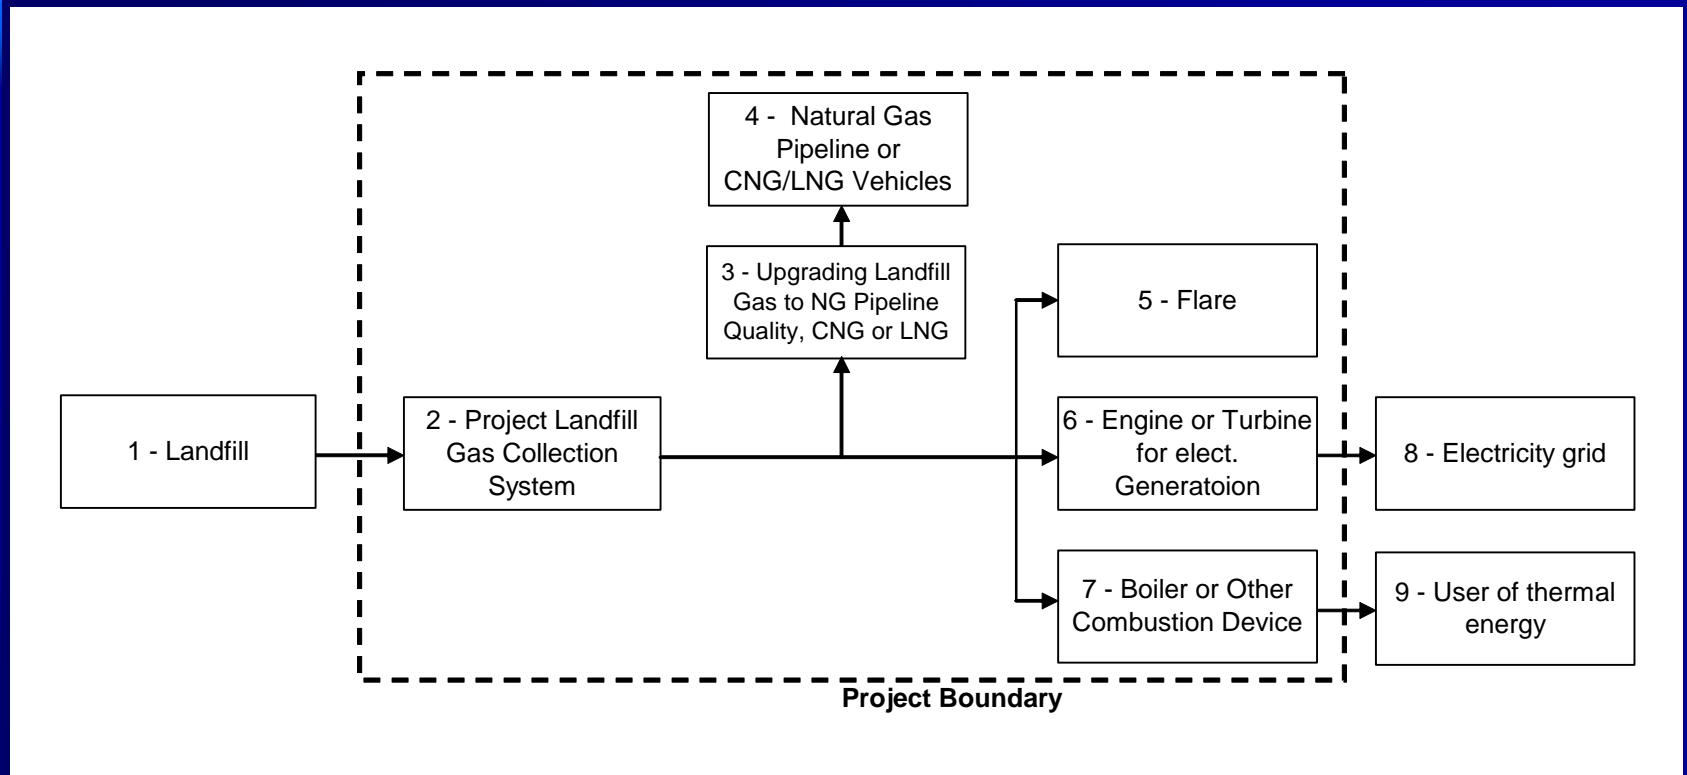 4 - Natural Gas
Pipeline or
CNG/LNG Vehicles
3 - Upgrading Landfill
Gas to NG Pipeline
Quality, CNG or LNG
5 - Flare
1 - Landfill
2 - Project Landfill
Gas Collection
System
6 - Engine or Turbine
for elect.
Generatoion
8 - Electricity grid
7 - Boiler or Other
Combustion Device
9 - User of thermal
energy
Project Boundary